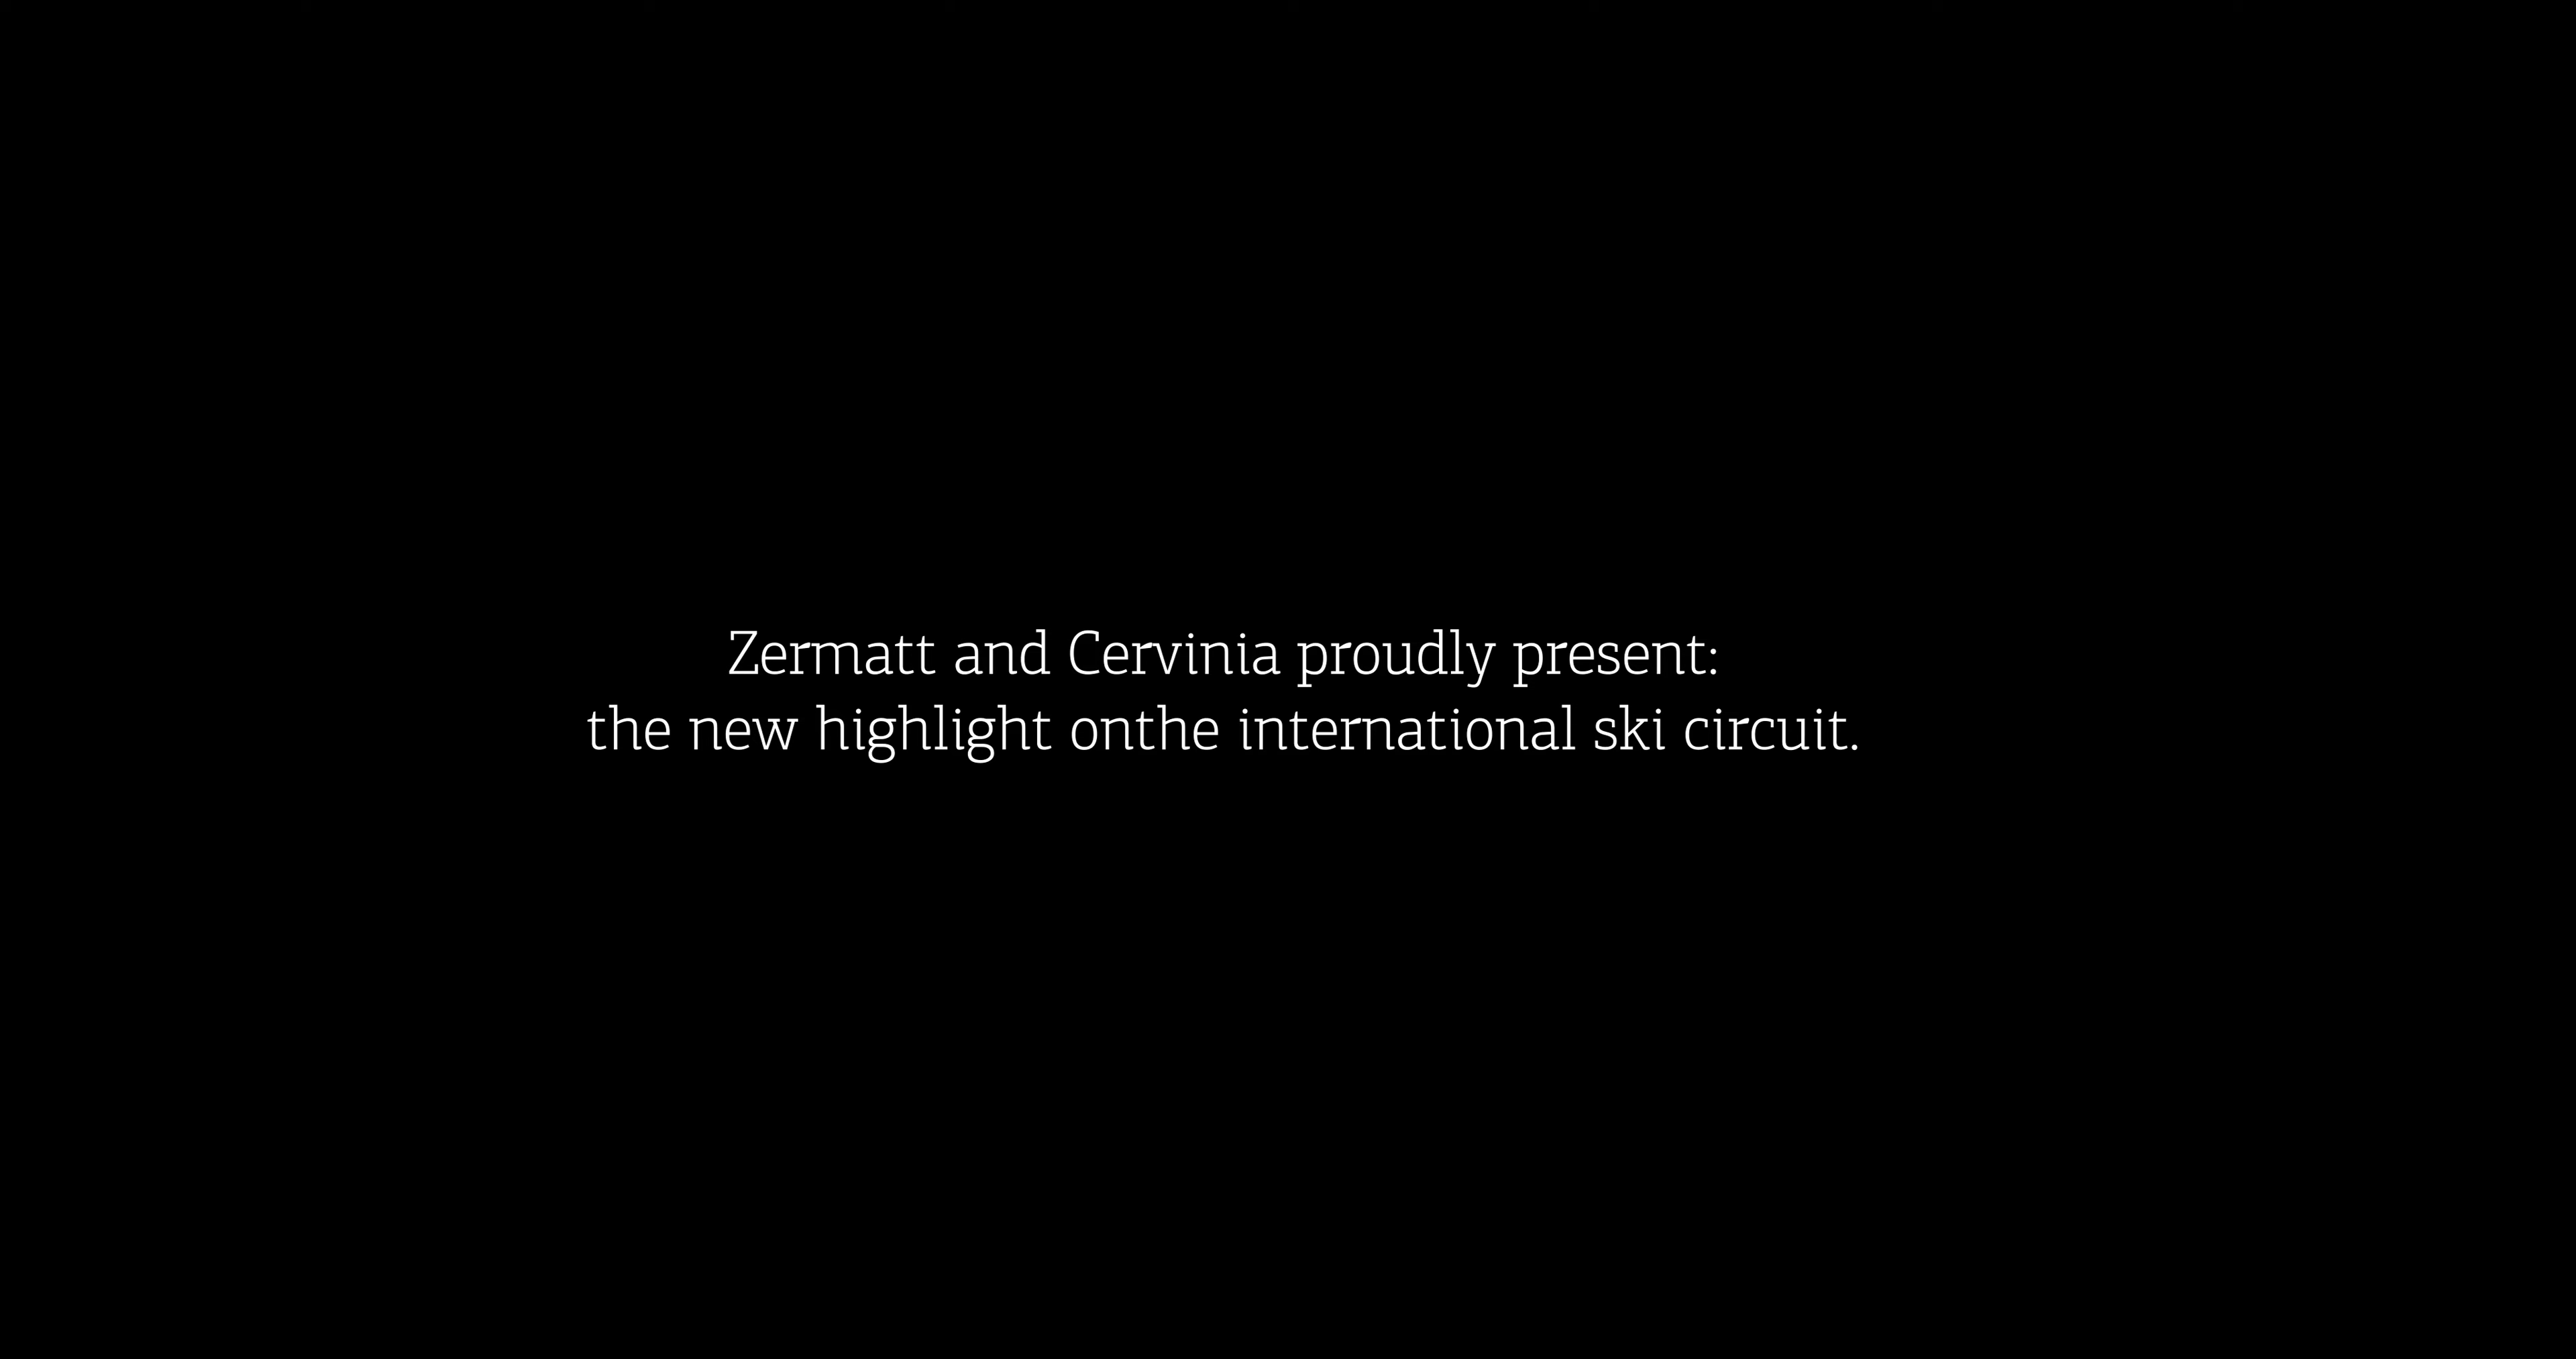 Zermatt and Cervinia proudly present:
the new highlight onthe international ski circuit.